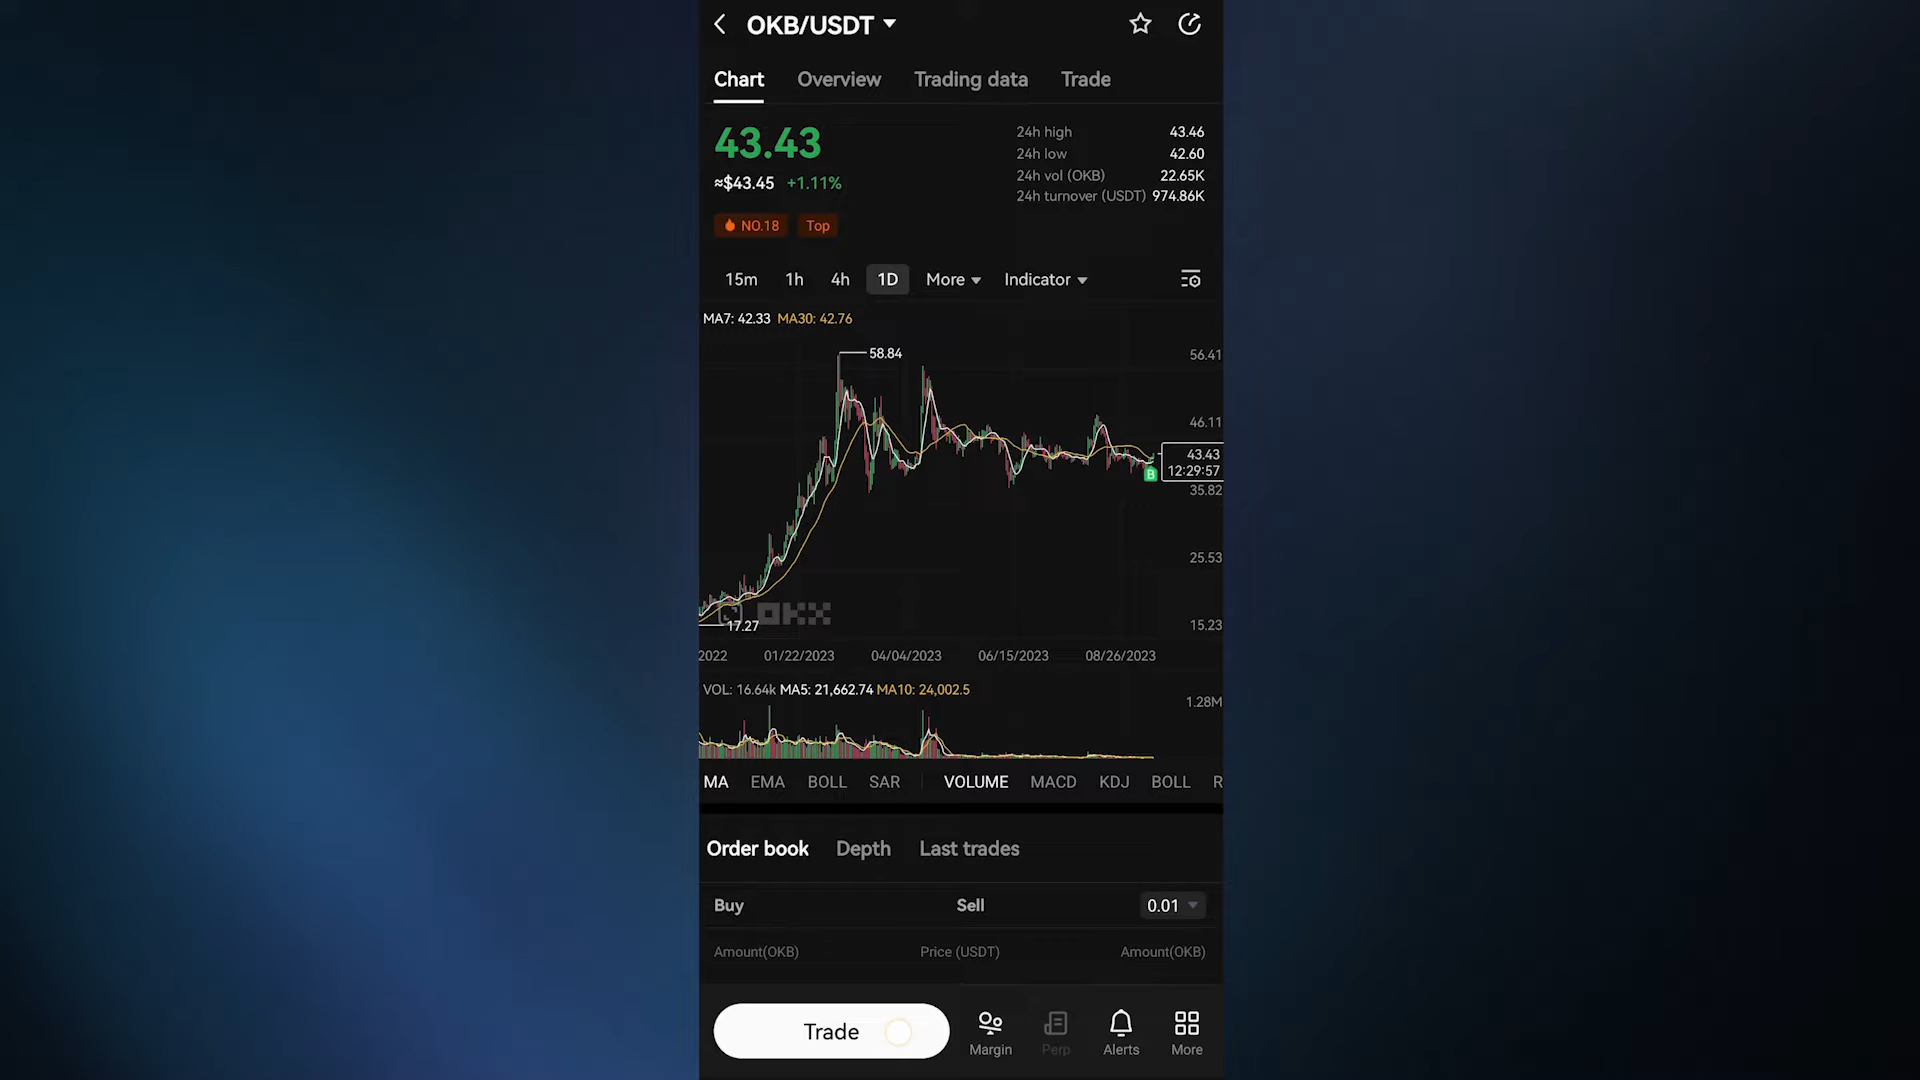 OKB/USDT
Chart Overview Trading data Trade
43.43
≈$43.45 +1.11%
24h high 43.46
24h low 42.60
24h vol (OKB) 22.65K
24h turnover (USDT) 974.86K
NO.18 Top
15m 1h 4h 1D More Indicator
MA7: 42.33 MA30: 42.76
58.84
56.41
46.11
43.43
12:29:57
B
35.82
25.53
OKX
17.27
15.23
2022 01/22/2023 04/04/2023 06/15/2023 08/26/2023
VOL: 16.64k MA5: 21,662.74 MA10: 24,002.5
1.28M
MA EMA BOLL SAR VOLUME MACD KDJ BOLL R
Order book Depth Last trades
Buy Sell 0.01
Amount(OKB) Price (USDT) Amount(OKB)
Trade Margin Perp Alerts More